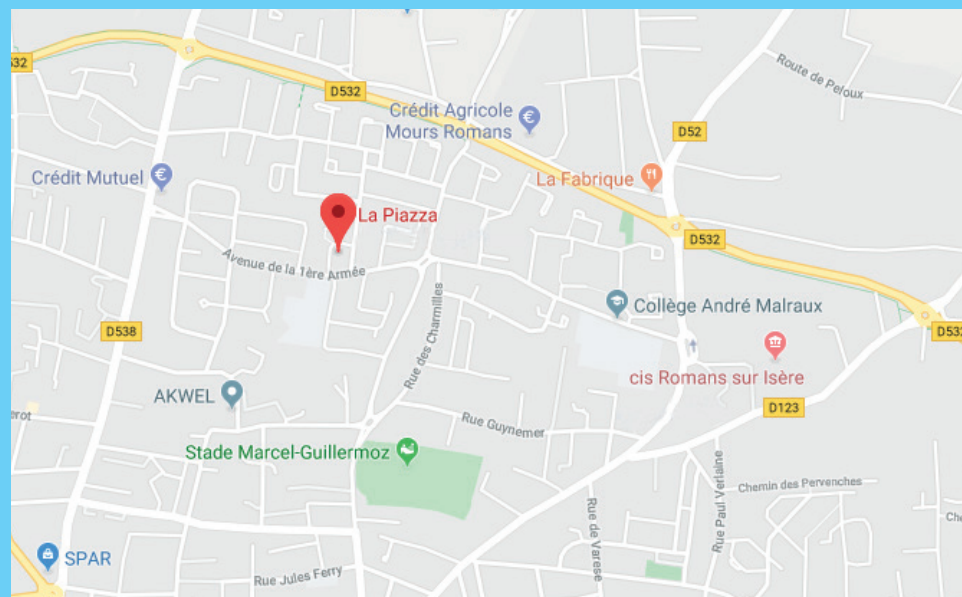 532
D532
Crédit Agricole
Mours Romans
Route de Peloux
D52
Crédit Mutuel
La Fabrique
La Piazza
D532
Avenue de la 1ère Armée
Collège André Malraux
Rue des Charmilles
D538
D532
cis Romans sur Isère
AKWEL
D123
erot
Rue Guynemer
Stade Marcel-Guillermoz
Rue Paul Verlaine
Chemin des Pervenches
Rue de Varese
Che
SPAR
Rue Jules Ferry